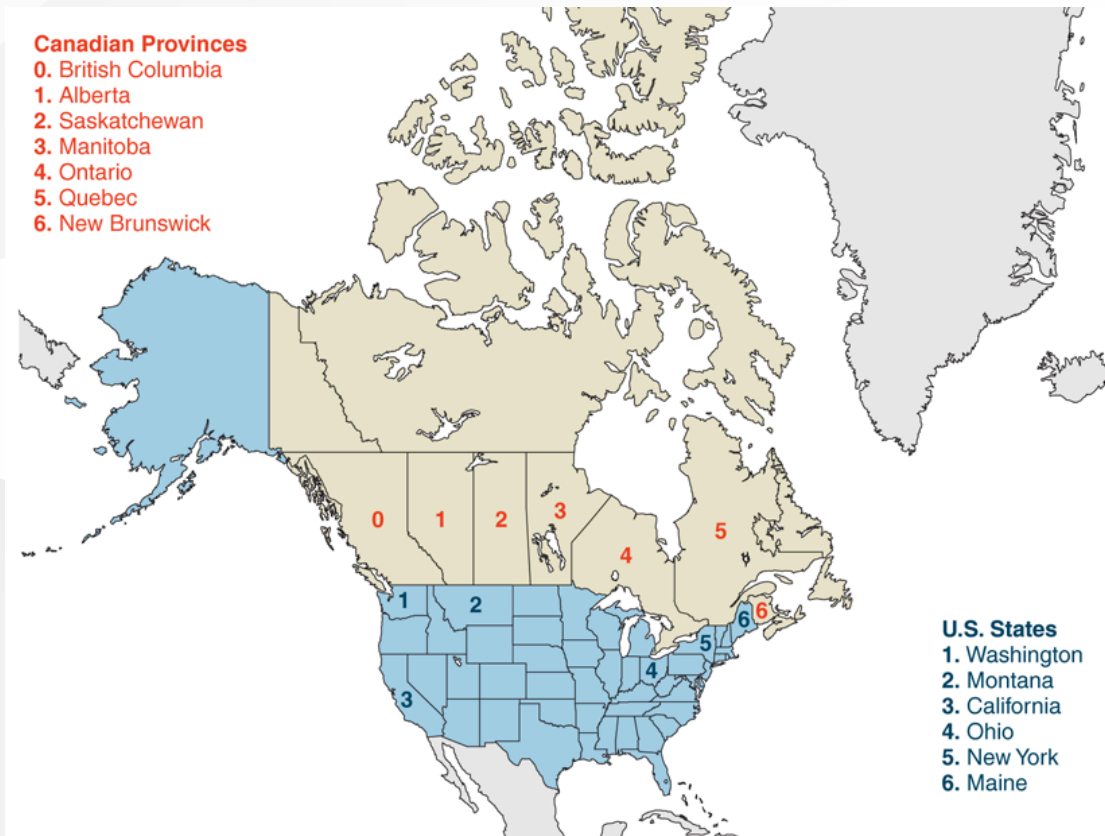 Canadian Provinces
0. British Columbia
1. Alberta
2. Saskatchewan
3. Manitoba
4. Ontario
5. Quebec
6. New Brunswick
0
1
2
3
4
5
6
1
2
3
4
5
6
U.S. States
1. Washington
2. Montana
3. California
4. Ohio
5. New York
6. Maine